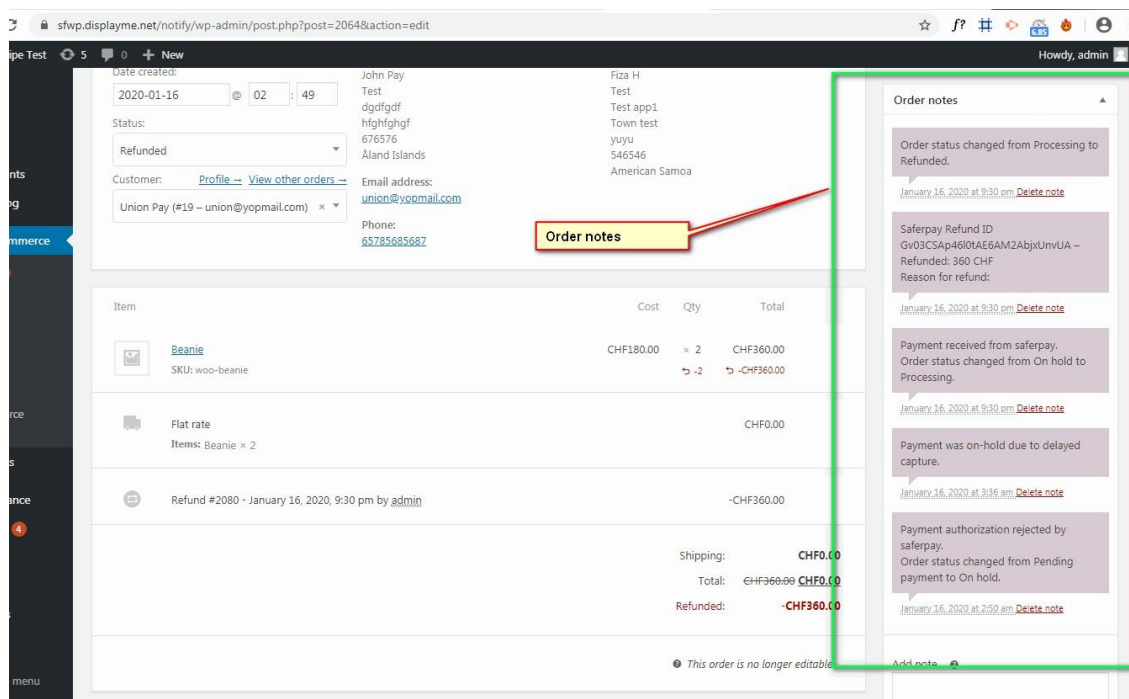 sfwp.displayme.net/notify/wp-admin/post.php?post=2064&action=edit
f?
6.85
ipe Test 5 0 + New
Howdy, admin
nts
og
mmerce
rce
s
ance
4
menu
Date created:
2020-01-16 @ 02 : 49
Status:
Refunded
Customer: Profile → View other orders →
Union Pay (#19 – union@yopmail.com) ×
John Pay
Test
dgdfgdf
hfghfghgf
676576
Åland Islands
Email address:
union@yopmail.com
Phone:
65785685687
Fiza H
Test
Test app1
Town test
yuyu
546546
American Samoa
Order notes
Item Cost Qty Total
Beanie CHF180.00 × 2 CHF360.00
SKU: woo-beanie -2 -CHF360.00
Flat rate CHF0.00
Items: Beanie × 2
Refund #2080 - January 16, 2020, 9:30 pm by admin -CHF360.00
Shipping: CHF0.00
Total: CHF360.00 CHF0.00
Refunded: -CHF360.00
This order is no longer editable
Order notes
Order status changed from Processing to
Refunded.
January 16, 2020 at 9:30 pm Delete note
Saferpay Refund ID
Gv03CSAp46l0tAE6AM2AbjxUnvUA –
Refunded: 360 CHF
Reason for refund:
January 16, 2020 at 9:30 pm Delete note
Payment received from saferpay.
Order status changed from On hold to
Processing.
January 16, 2020 at 9:30 pm Delete note
Payment was on-hold due to delayed
capture.
January 16, 2020 at 3:36 am Delete note
Payment authorization rejected by
saferpay.
Order status changed from Pending
payment to On hold.
January 16, 2020 at 2:50 am Delete note
Add note